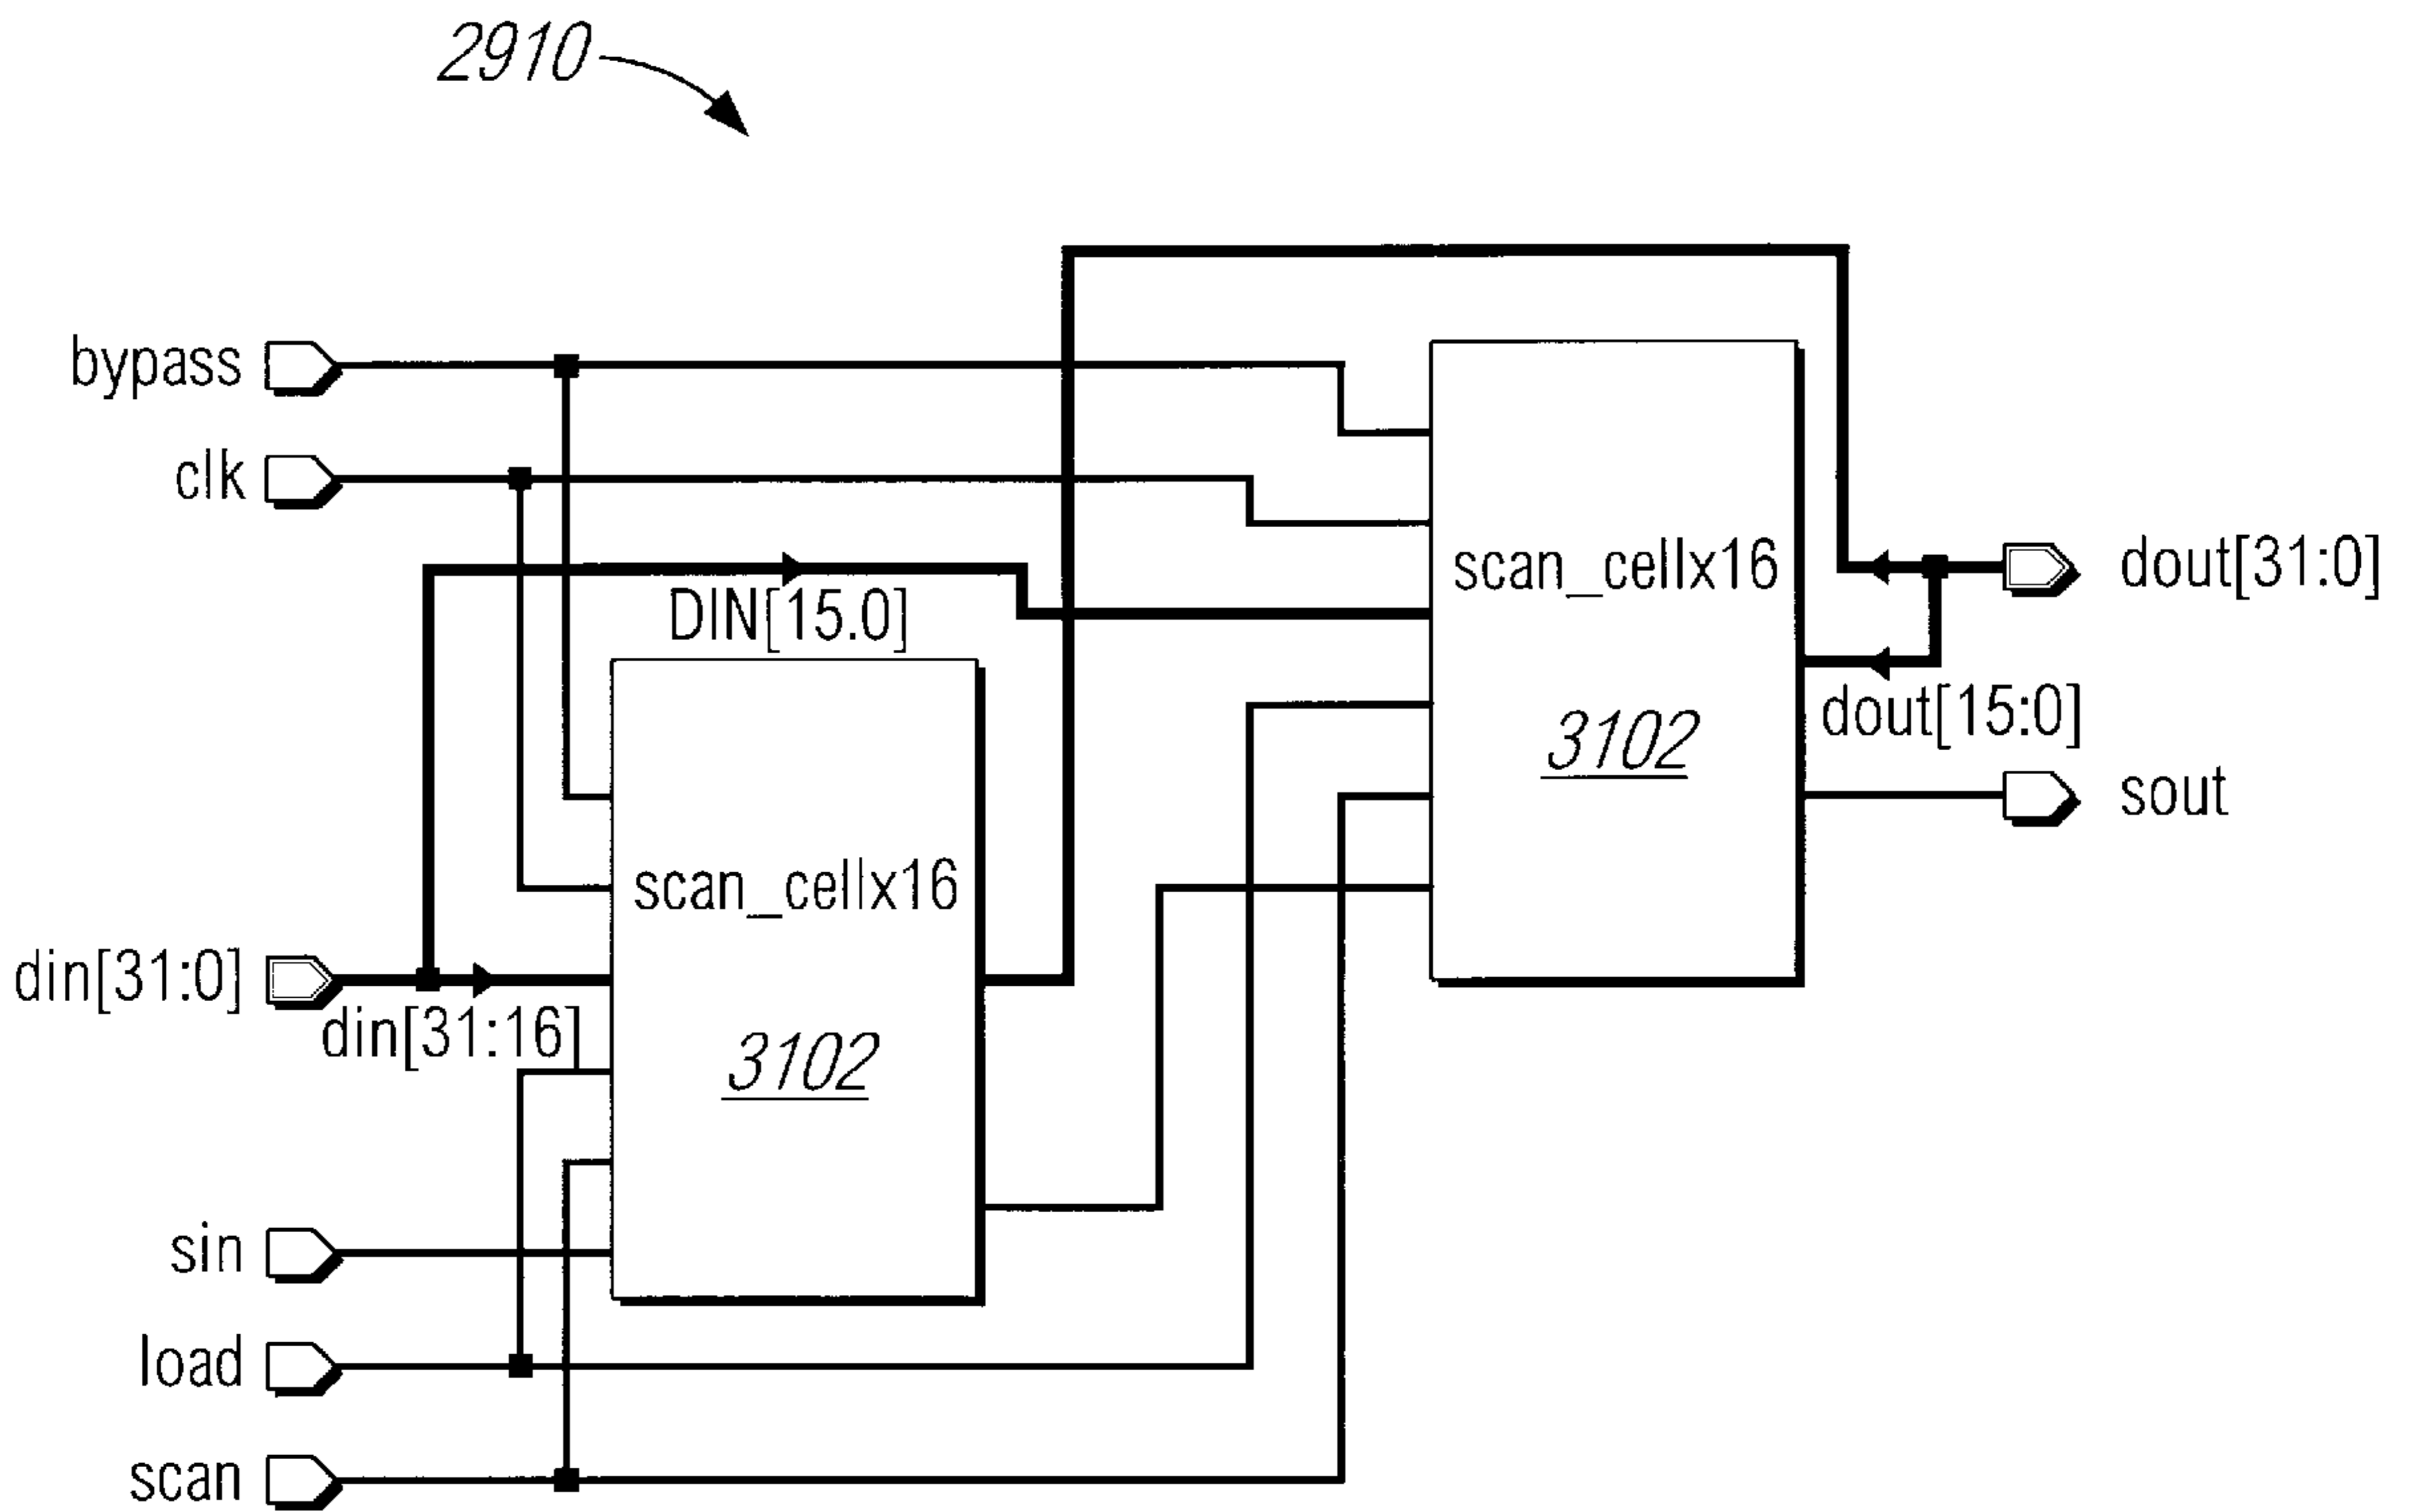 2910
bypass
clk
DIN[15.0]
scan_cellx16
3102
dout[31:0]
dout[15:0]
sout
scan_cellx16
3102
din[31:0]
din[31:16]
sin
load
scan